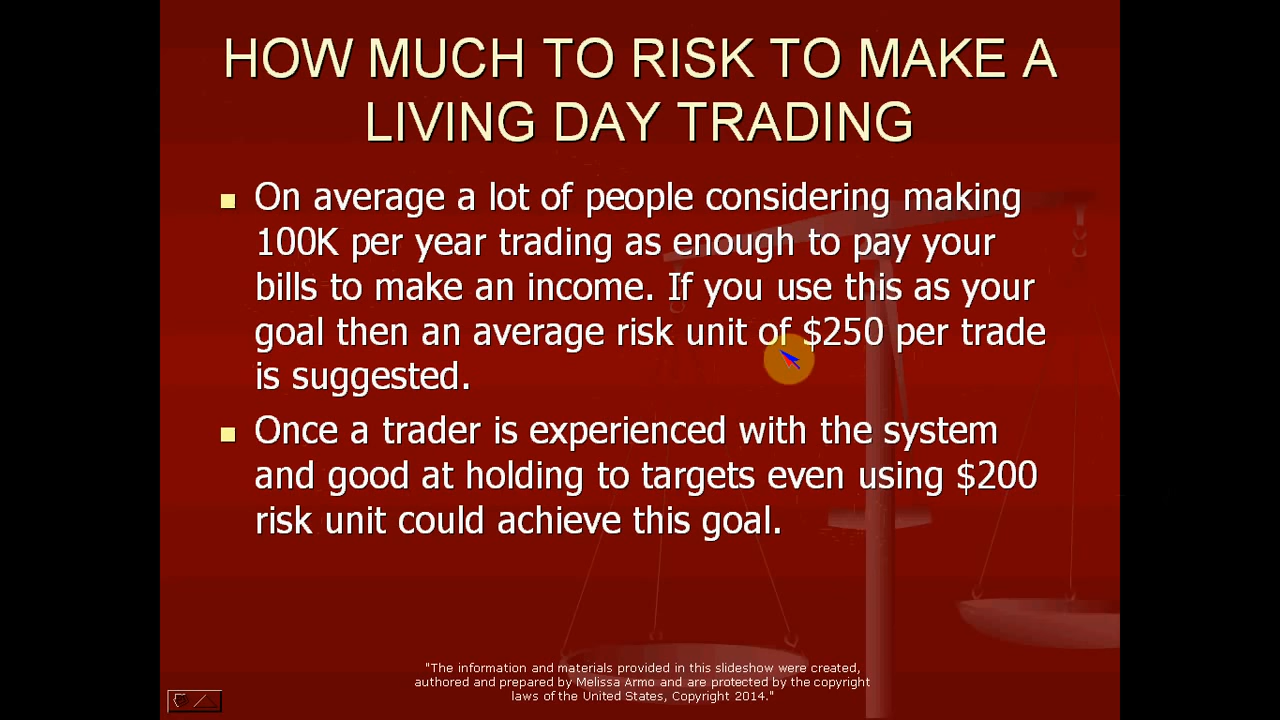 HOW MUCH TO RISK TO MAKE A
LIVING DAY TRADING
On average a lot of people considering making
100K per year trading as enough to pay your
bills to make an income. If you use this as your
goal then an average risk unit of $250 per trade
is suggested.
Once a trader is experienced with the system
and good at holding to targets even using $200
risk unit could achieve this goal.
"The information and materials provided in this slideshow were created,
authored and prepared by Melissa Armo and are protected by the copyright
laws of the United States, Copyright 2014."